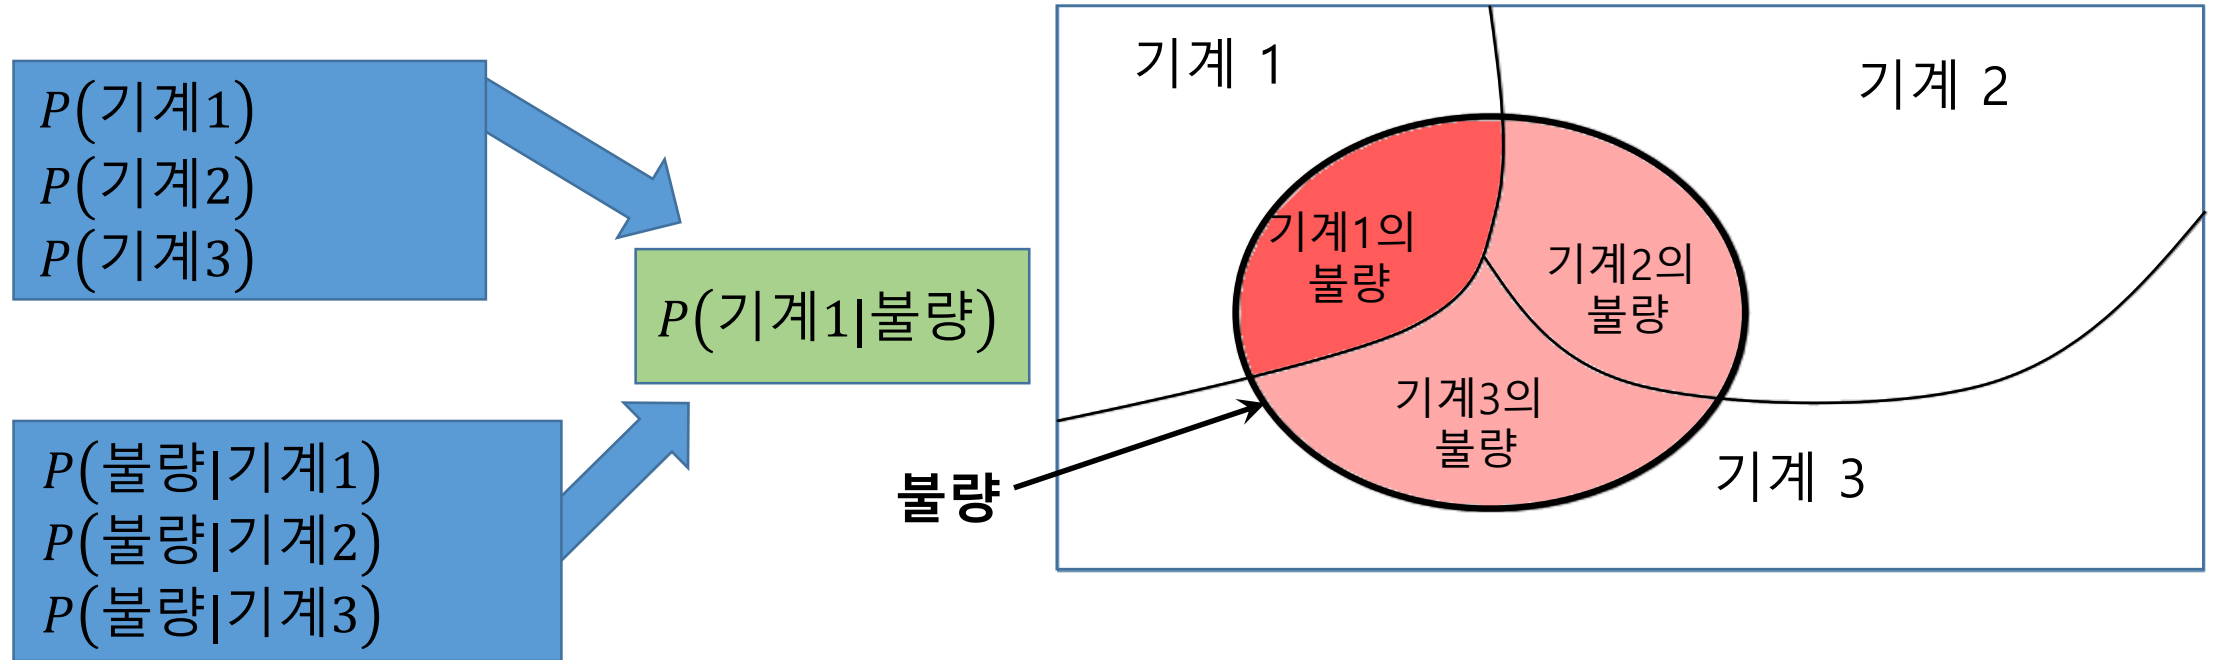 P(기계1)
P(기계2)
P(기계3)
P(불량|기계1)
P(불량|기계2)
P(불량|기계3)
P(기계1|불량)
기계 1
기계 2
기계1의
불량
기계2의
불량
기계3의
불량
기계 3
불량